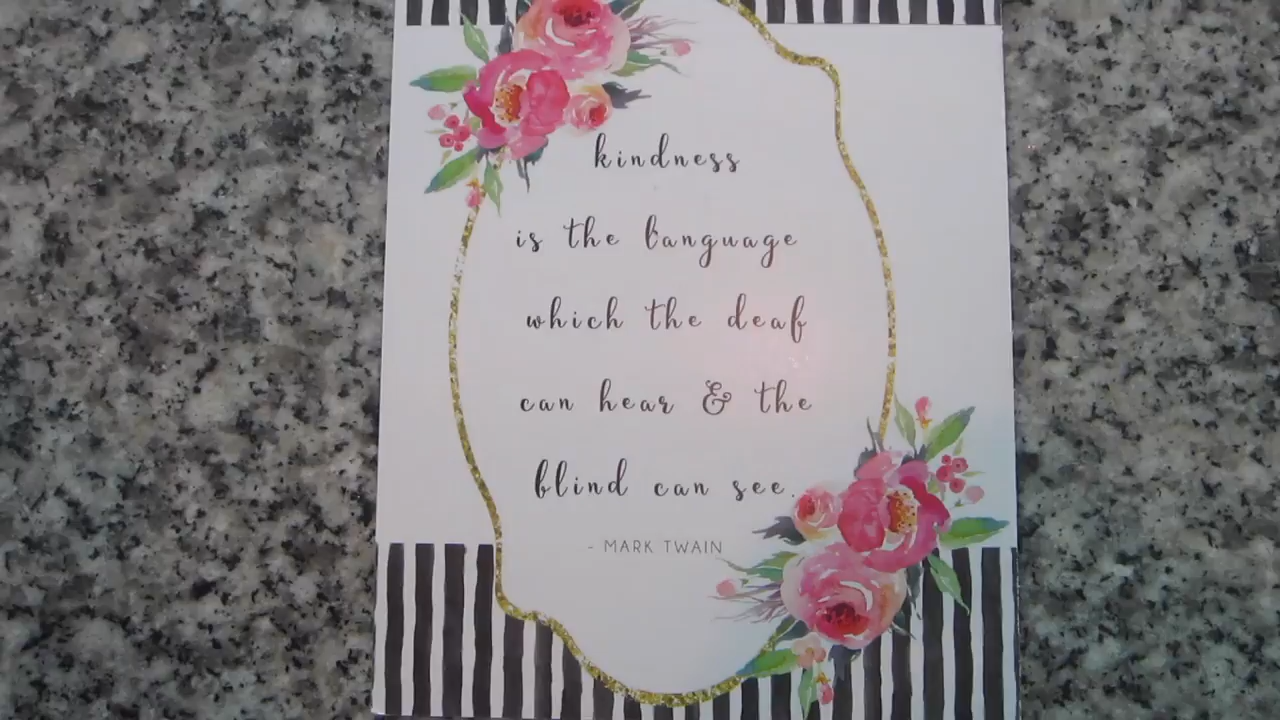 kindness
is the language
which the deaf
can hear & the
blind can see.
- MARK TWAIN